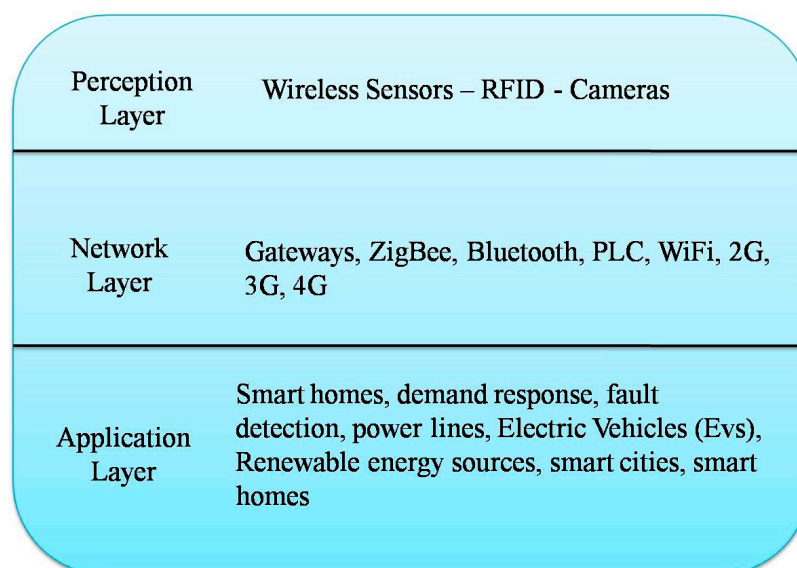 Perception
Layer
Wireless Sensors – RFID - Cameras
Network
Layer
Gateways, ZigBee, Bluetooth, PLC, WiFi, 2G,
3G, 4G
Application
Layer
Smart homes, demand response, fault
detection, power lines, Electric Vehicles (Evs),
Renewable energy sources, smart cities, smart
homes